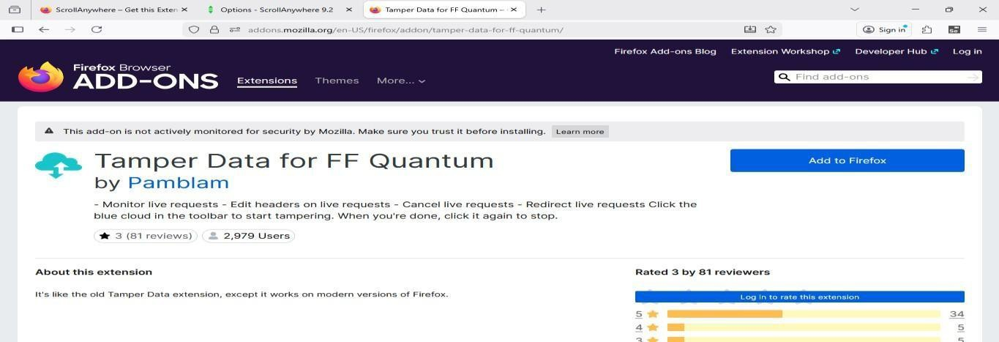 ScrollAnywhere – Get this Exten
Options - ScrollAnywhere 9.2
Tamper Data for FF Quantum –
addons.mozilla.org/en-US/firefox/addon/tamper-data-for-ff-quantum/
Sign in
Se
Firefox Add-ons Blog
Extension Workshop
Developer Hub
Log in
Firefox Browser
ADD-ONS
Extensions
Themes
More...
Find add-ons
This add-on is not actively monitored for security by Mozilla. Make sure you trust it before installing.
Learn more
Tamper Data for FF Quantum
by Pamblam
Add to Firefox
- Monitor live requests - Edit headers on live requests - Cancel live requests - Redirect live requests Click the
blue cloud in the toolbar to start tampering. When you're done, click it again to stop.
3 (81 reviews)
2,979 Users
About this extension
It's like the old Tamper Data extension, except it works on modern versions of Firefox.
Rated 3 by 81 reviewers
Log in to rate this extension
5 34
4 5
3 5